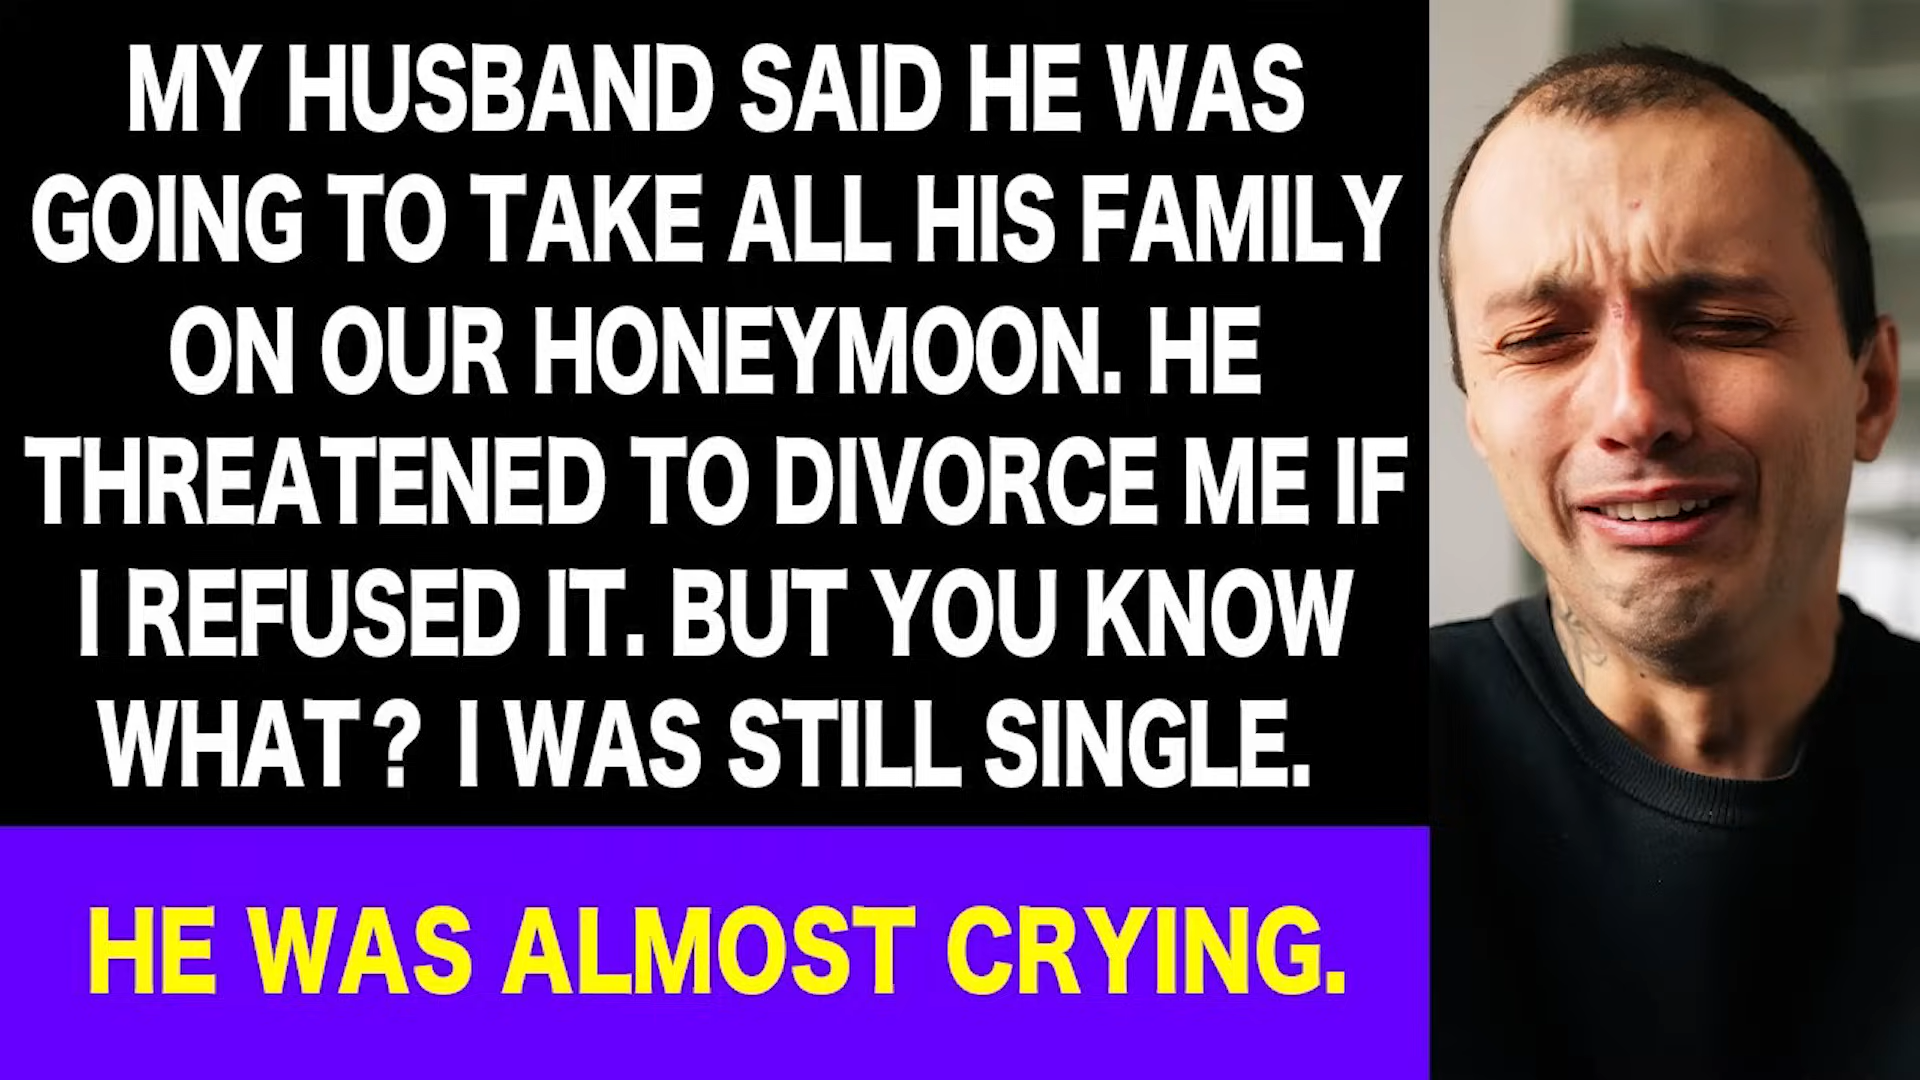 MY HUSBAND SAID HE WAS
GOING TO TAKE ALL HIS FAMILY
ON OUR HONEYMOON. HE
THREATENED TO DIVORCE ME IF
I REFUSED IT. BUT YOU KNOW
WHAT? I WAS STILL SINGLE.
HE WAS ALMOST CRYING.